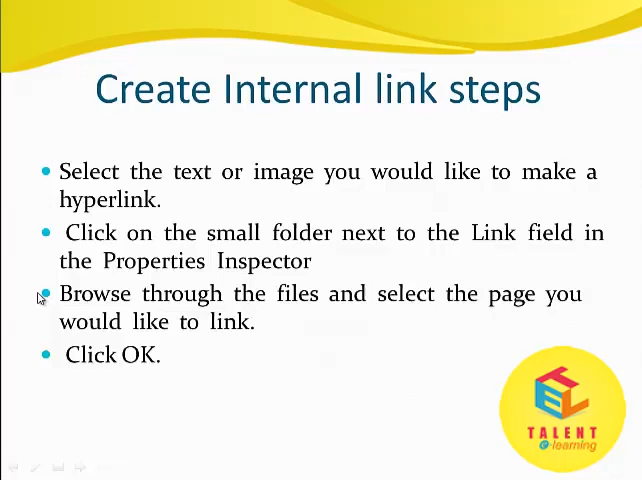 Create Internal link steps
Select the text or image you would like to make a
hyperlink.
Click on the small folder next to the Link field in
the Properties Inspector
Browse through the files and select the page you
would like to link.
Click OK.
TEL
TALENT
e-learning